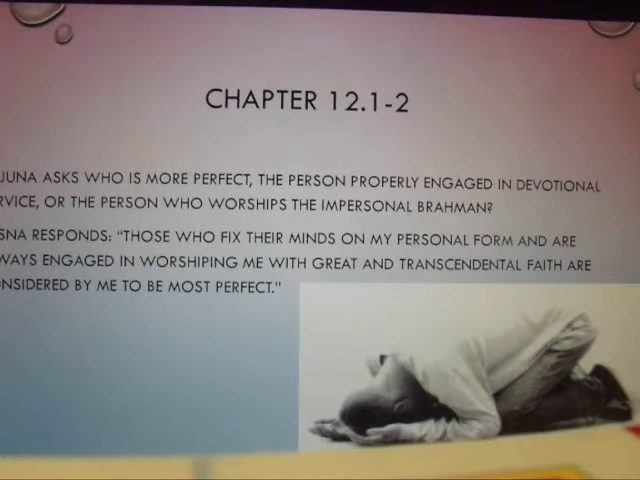 CHAPTER 12.1-2
JUNA ASKS WHO IS MORE PERFECT, THE PERSON PROPERLY ENGAGED IN DEVOTIONAL
RVICE, OR THE PERSON WHO WORSHIPS THE IMPERSONAL BRAHMAN?
SNA RESPONDS: “THOSE WHO FIX THEIR MINDS ON MY PERSONAL FORM AND ARE
WAYS ENGAGED IN WORSHIPING ME WITH GREAT AND TRANSCENDENTAL FAITH ARE
NSIDERED BY ME TO BE MOST PERFECT.”